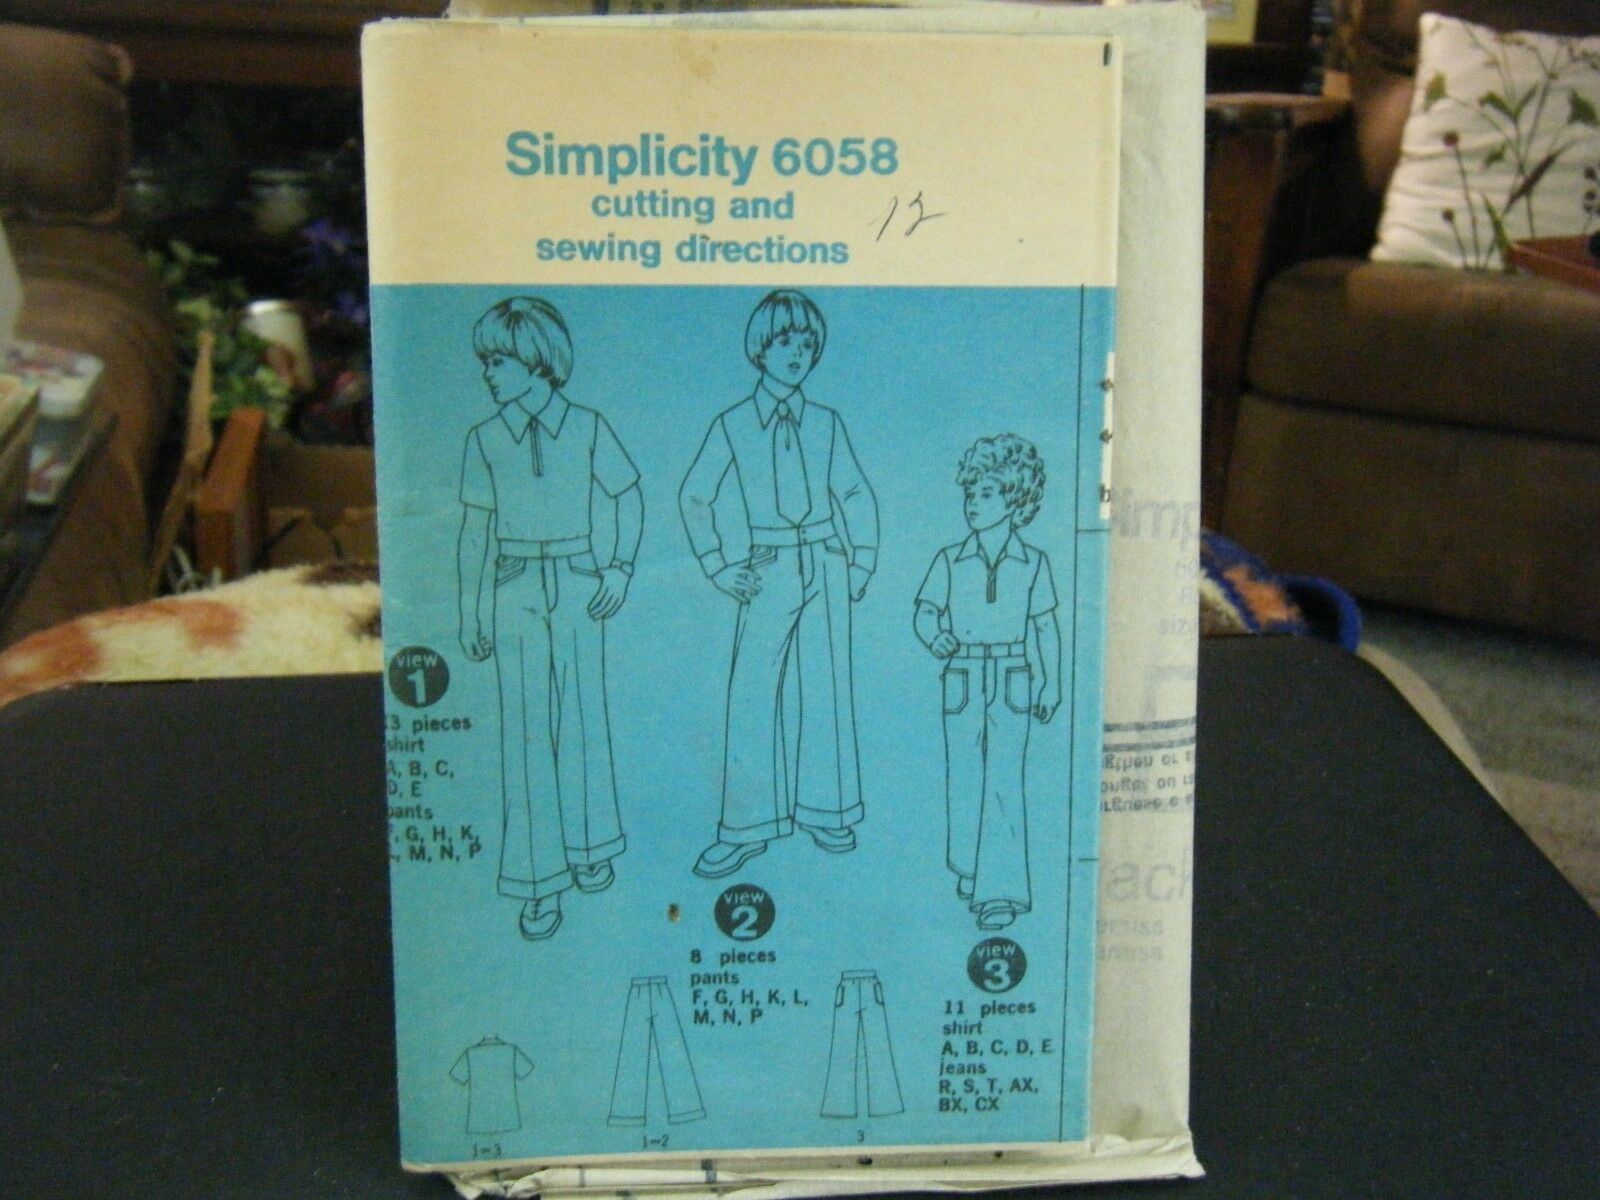 Simplicity 6058
cutting and
sewing directions
12
view
1
3 pieces
shirt
A, B, C,
D, E
pants
F, G, H, K,
L, M, N, P
view
2
8 pieces
pants
F, G, H, K, L,
M, N, P
view
3
11 pieces
shirt
A, B, C, D, E
jeans
R, S, T, AX,
BX, CX
1-3
1-2
3